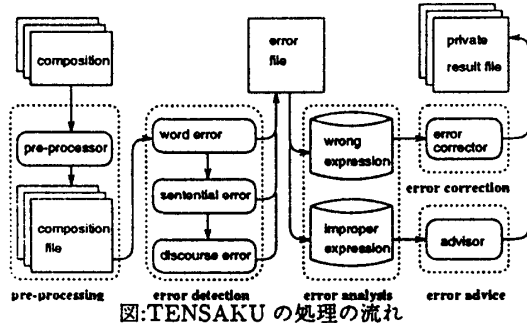 composition
pre-processor
composition
file
pre-processing
word error
sentential error
discourse error
error detection
error
file
wrong
expression
improper
expression
error analysis
private
result file
error
corrector
error correction
advisor
error advice
図:TENSAKU の処理の流れ